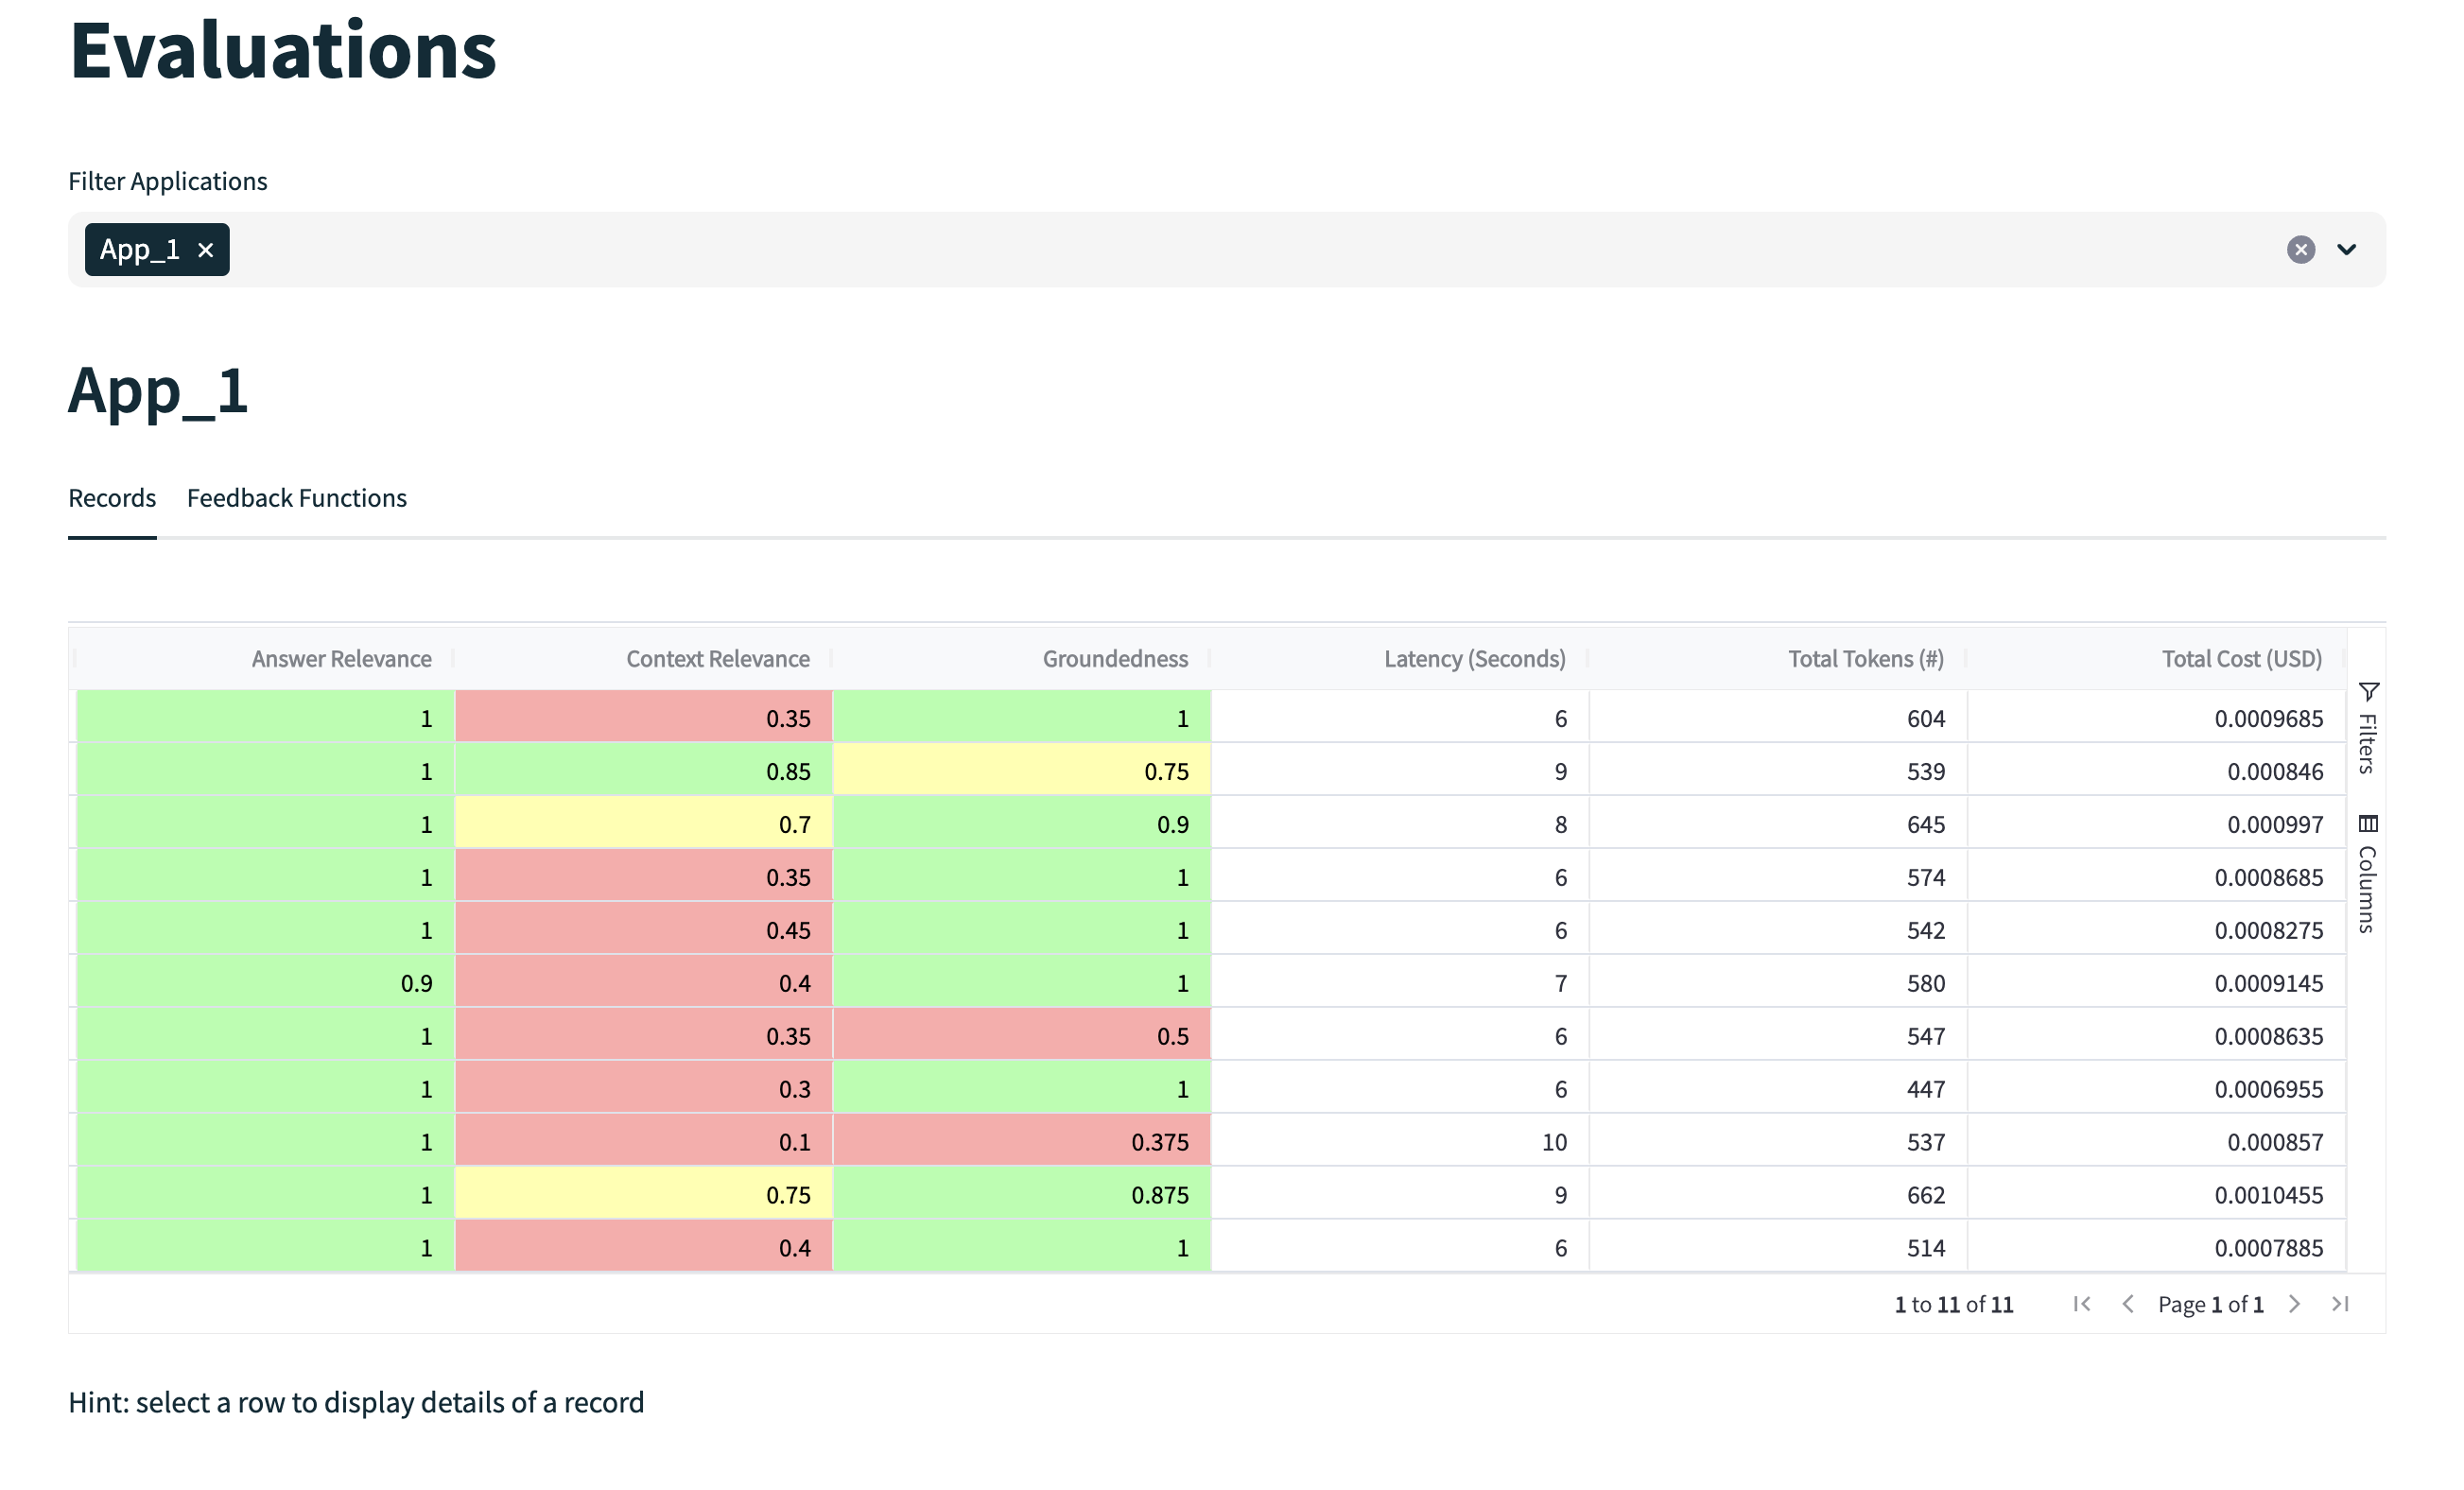 Evaluations
Filter Applications
App_1
App_1
Records Feedback Functions
Answer Relevance Context Relevance Groundedness Latency (Seconds) Total Tokens (#) Total Cost (USD)
1 0.35 1 6 604 0.0009685
1 0.85 0.75 9 539 0.000846
1 0.7 0.9 8 645 0.000997
1 0.35 1 6 574 0.0008685
1 0.45 1 6 542 0.0008275
0.9 0.4 1 7 580 0.0009145
1 0.35 0.5 6 547 0.0008635
1 0.3 1 6 447 0.0006955
1 0.1 0.375 10 537 0.000857
1 0.75 0.875 9 662 0.0010455
1 0.4 1 6 514 0.0007885
Filters
Columns
1 to 11 of 11 Page 1 of 1
Hint: select a row to display details of a record